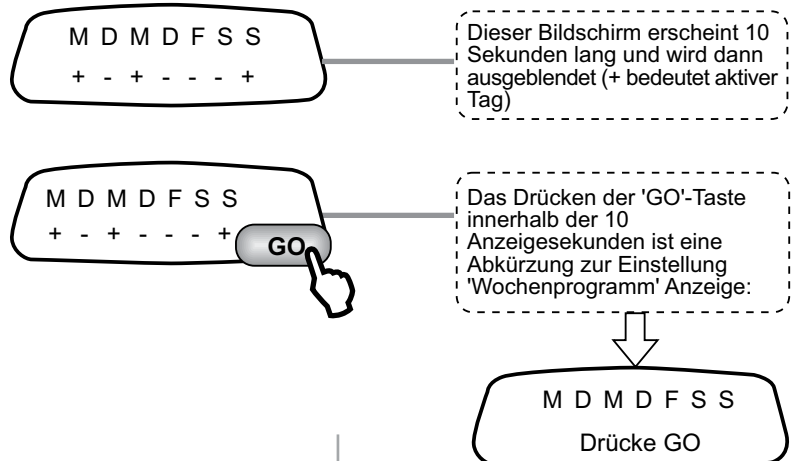 M D M D F S S
+ - + - - - +
Dieser Bildschirm erscheint 10
Sekunden lang und wird dann
ausgeblendet (+ bedeutet aktiver
Tag)
M D M D F S S
+ - + - - - +
GO
Das Drücken der 'GO'-Taste
innerhalb der 10
Anzeigesekunden ist eine
Abkürzung zur Einstellung
'Wochenprogramm' Anzeige:
M D M D F S S
Drücke GO